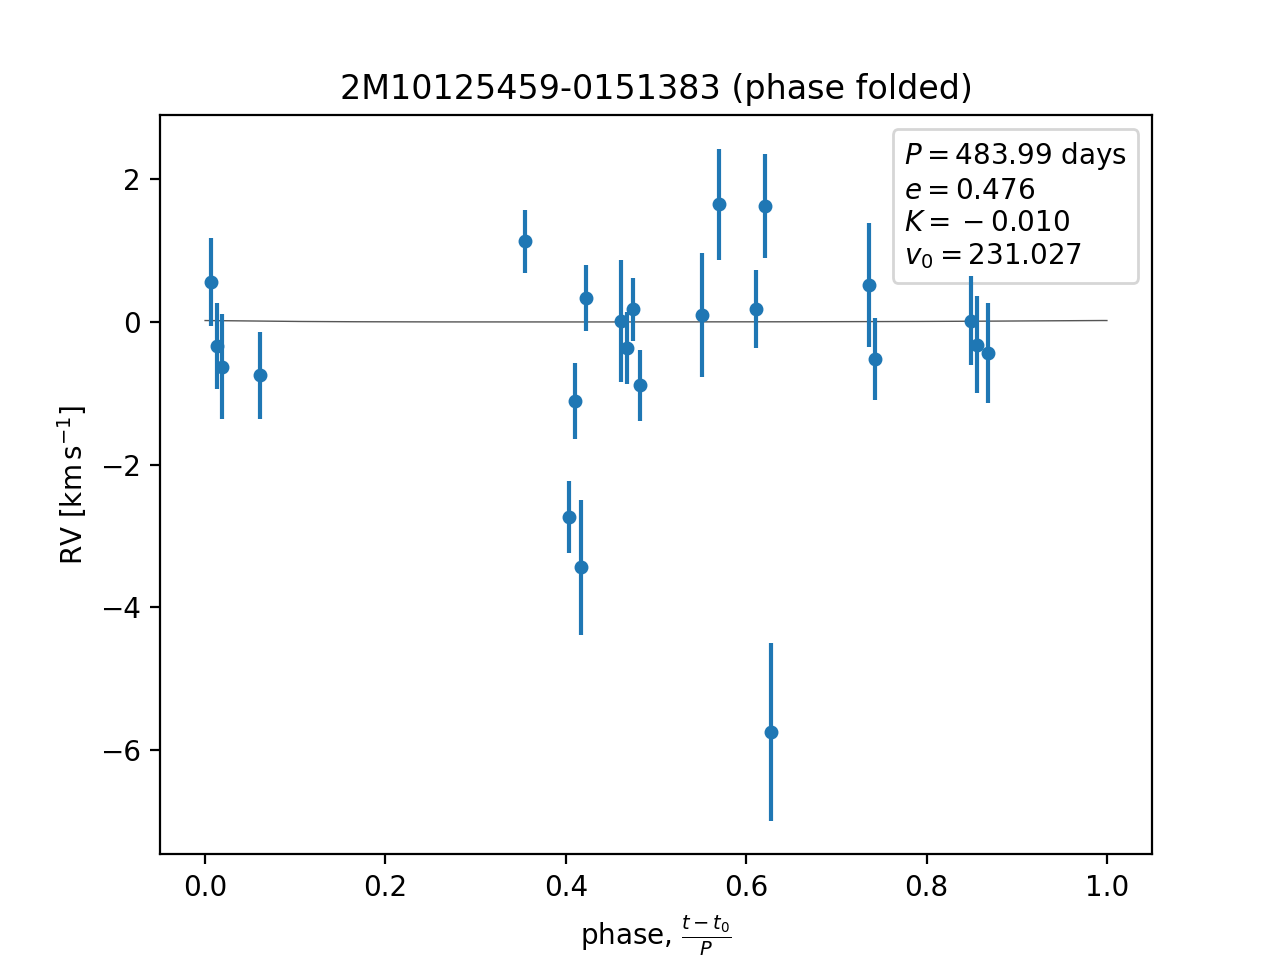 2M10125459-0151383 (phase folded)
P = 483.99 days
e = 0.476
K = −0.010
v₀ = 231.027
2
0
−2
−4
−6
RV [km s⁻¹]
0.0 0.2 0.4 0.6 0.8 1.0
phase, (t − t₀)/P